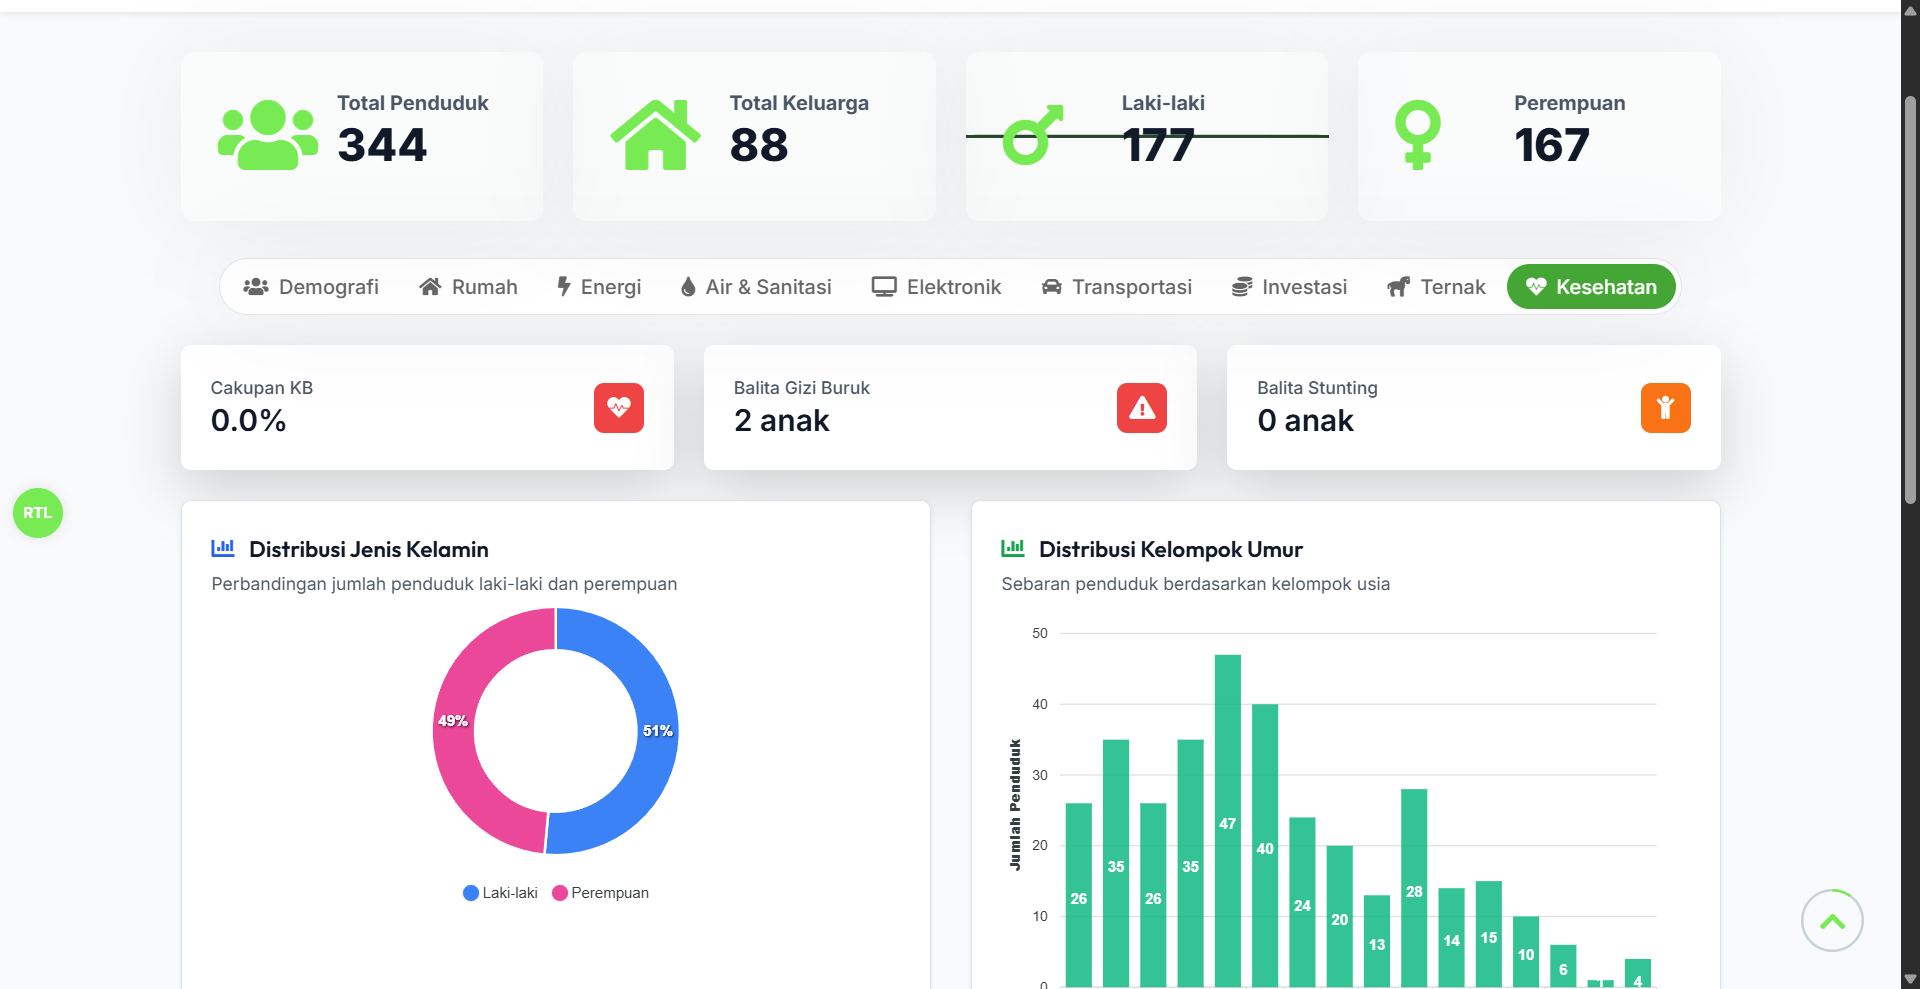 Total Penduduk
344
Total Keluarga
88
Laki-laki
177
Perempuan
167
Demografi
Rumah
Energi
Air & Sanitasi
Elektronik
Transportasi
Investasi
Ternak
Kesehatan
Cakupan KB
0.0%
Balita Gizi Buruk
2 anak
Balita Stunting
0 anak
RTL
Distribusi Jenis Kelamin
Perbandingan jumlah penduduk laki-laki dan perempuan
49%
51%
Laki-laki
Perempuan
Distribusi Kelompok Umur
Sebaran penduduk berdasarkan kelompok usia
Jumlah Penduduk
50
40
30
20
10
0
26
35
26
35
47
40
24
20
13
28
14
15
10
6
4